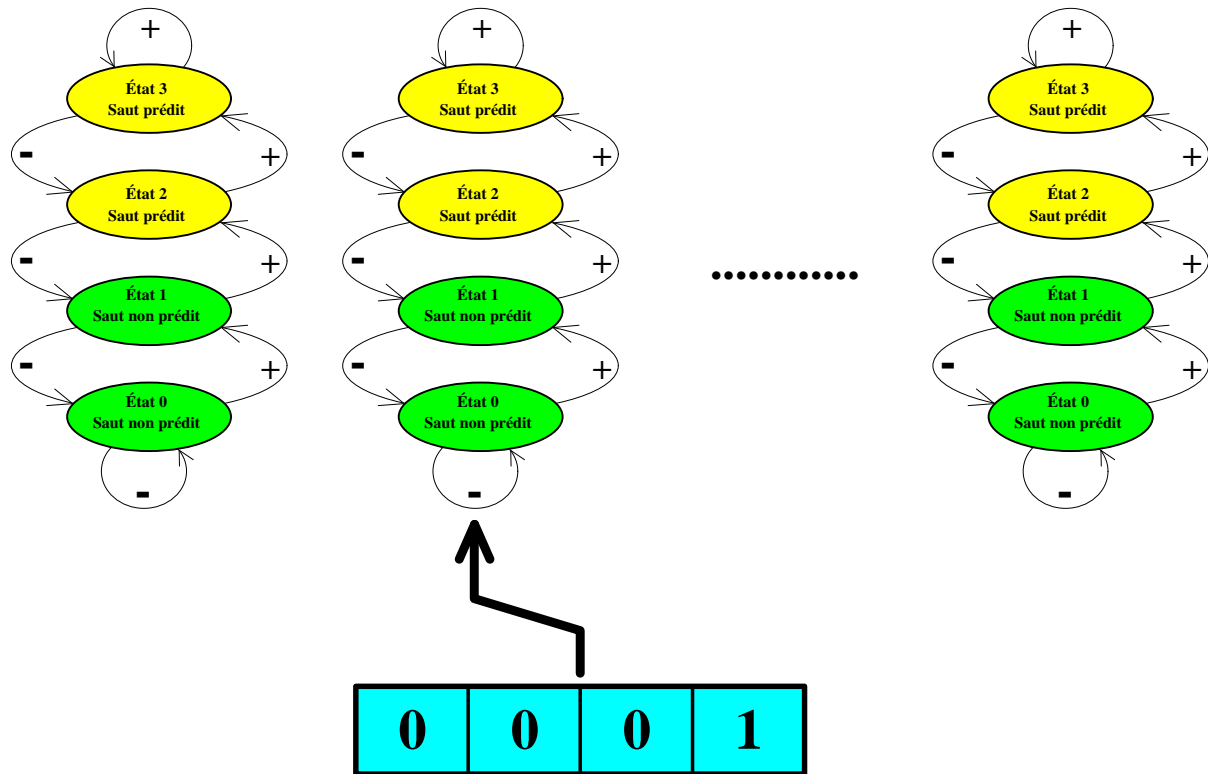 + + +
État 3 État 3 État 3
Saut prédit Saut prédit Saut prédit
- + - + - +
État 2 État 2 État 2
Saut prédit Saut prédit Saut prédit
- + - + - +
...........
État 1 État 1 État 1
Saut non prédit Saut non prédit Saut non prédit
- + - + - +
État 0 État 0 État 0
Saut non prédit Saut non prédit Saut non prédit
- - -
0 0 0 1